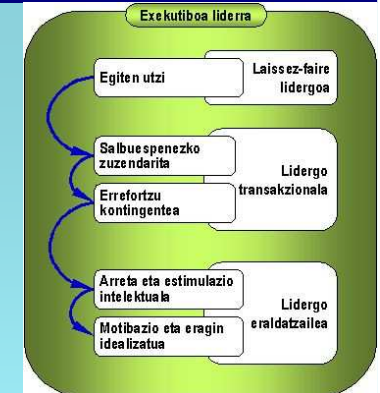 Exekutiboa liderra
Egiten utzi
Laissez-faire
lidergoa
Salbuespenezko
zuzendarita
Errefortzu
kontingentea
Lidergo
transakzionala
Arreta eta estimulazio
intelektuala
Motibazio eta eragin
idealizatua
Lidergo
eraldatzailea